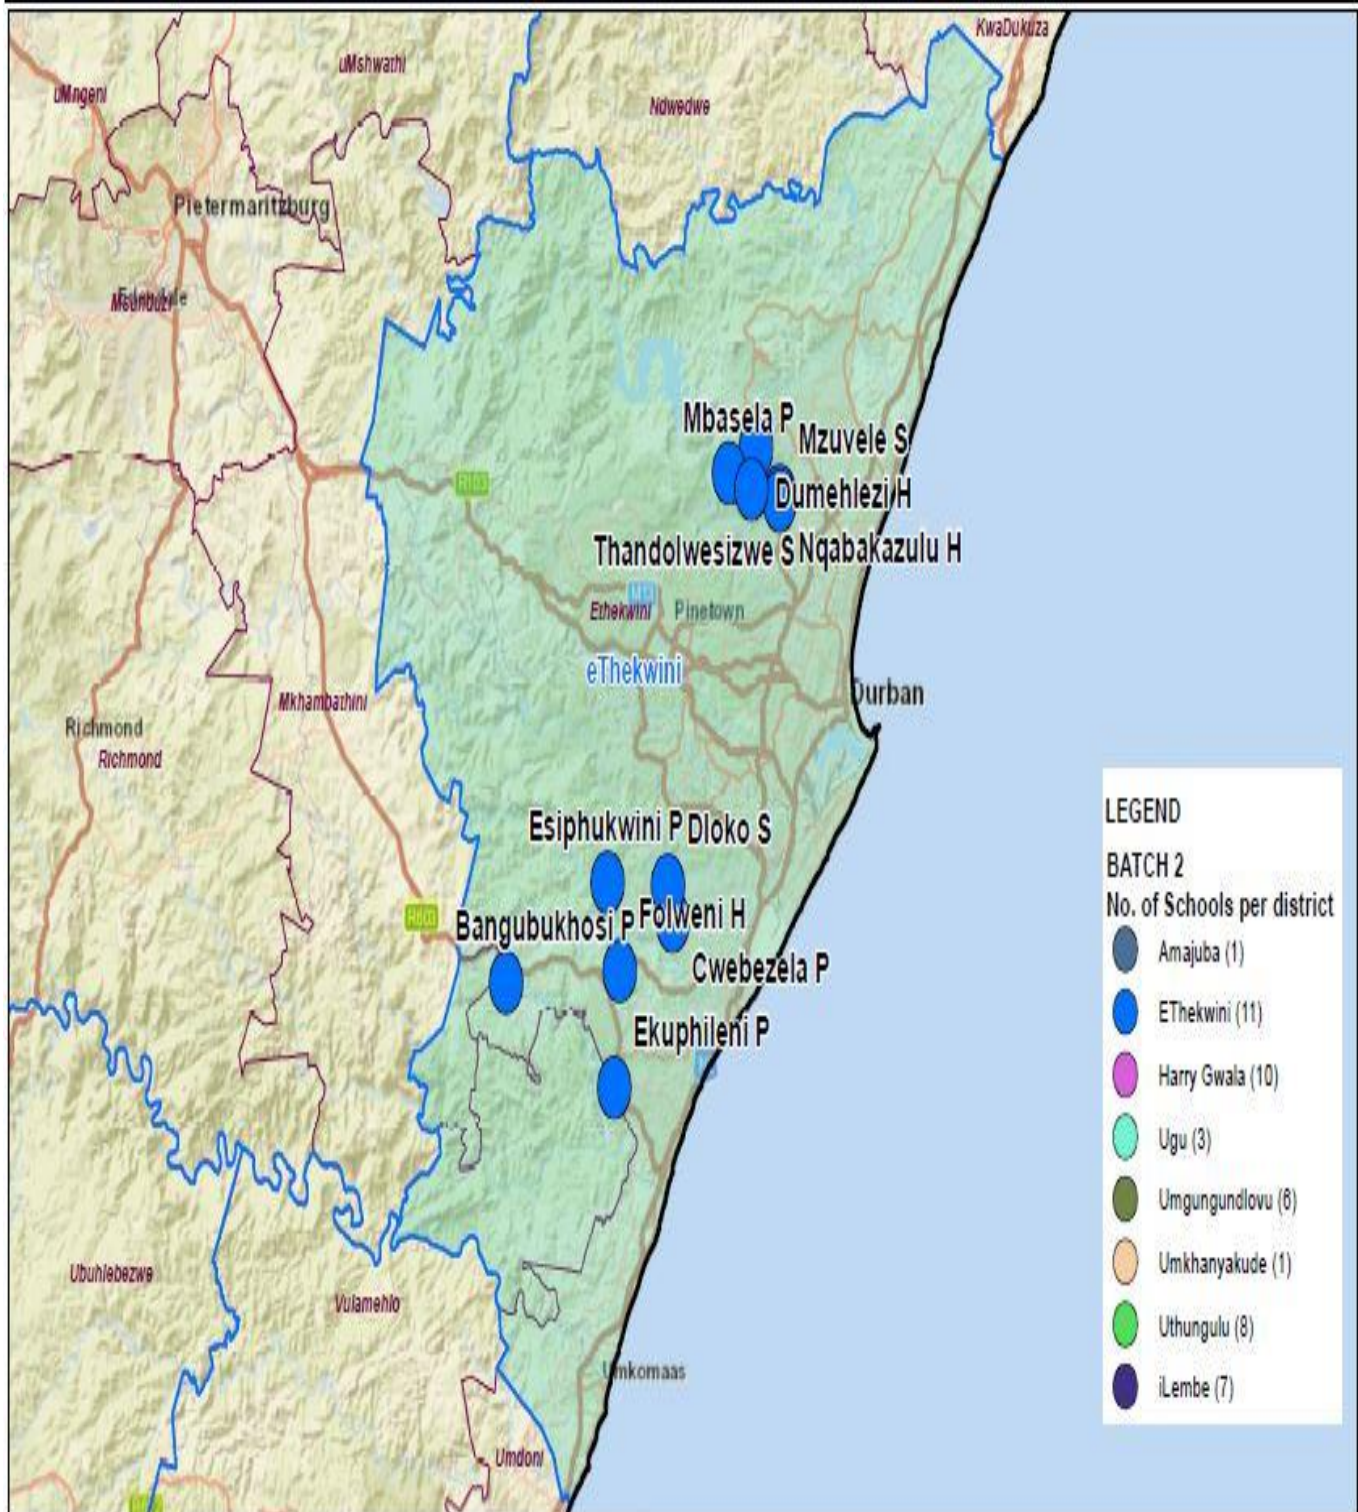 KwaDukuza
uMshwathi
uMngeni
Ndwedwe
Pietermaritzburg
Msunduzi
Mbasela P
Mzuvele S
R103
Dumehlezi H
Thandolwesizwe S
Nqabakazulu H
Ethekwini
Pinetown
eThekwini
Durban
Mkhambathini
Richmond
Richmond
Esiphukwini P
Dloko S
Folweni H
Bangubukhosi P
R603
Cwebezela P
Ekuphileni P
Ubuhlebezwe
Vulamehlo
Umkomaas
Umdoni
LEGEND
BATCH 2
No. of Schools per district
Amajuba (1)
EThekwini (11)
Harry Gwala (10)
Ugu (3)
Umgungundlovu (6)
Umkhanyakude (1)
Uthungulu (8)
iLembe (7)